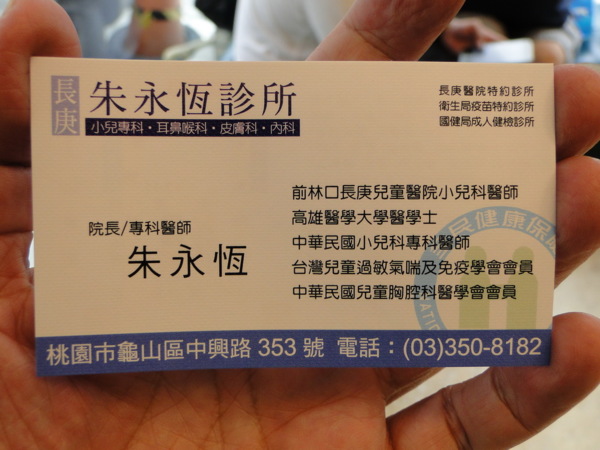 長庚
朱永恆診所
小兒專科・耳鼻喉科・皮膚科・內科
長庚醫院特約診所
衛生局疫苗特約診所
國健局成人健檢診所
院長/專科醫師
朱永恆
前林口長庚兒童醫院小兒科醫師
高雄醫學大學醫學士
中華民國小兒科專科醫師
台灣兒童過敏氣喘及免疫學會會員
中華民國兒童胸腔科醫學會會員
民健康保
桃園市龜山區中興路 353 號 電話：(03)350-8182